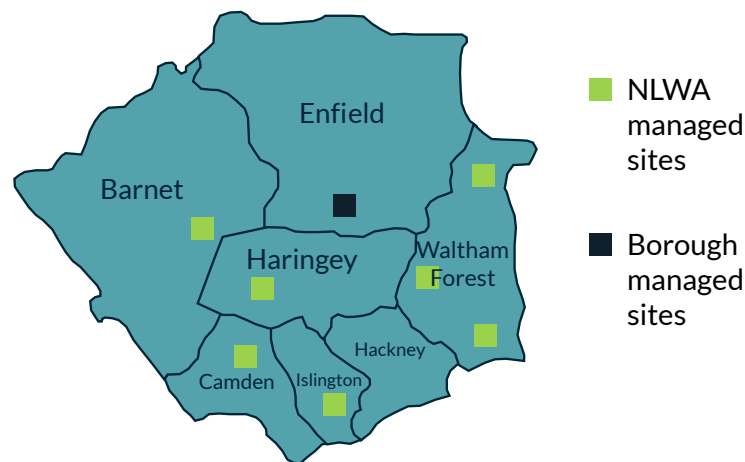 Enfield
Barnet
Haringey
Waltham
Forest
Hackney
Camden
Islington
NLWA
managed
sites
Borough
managed
sites